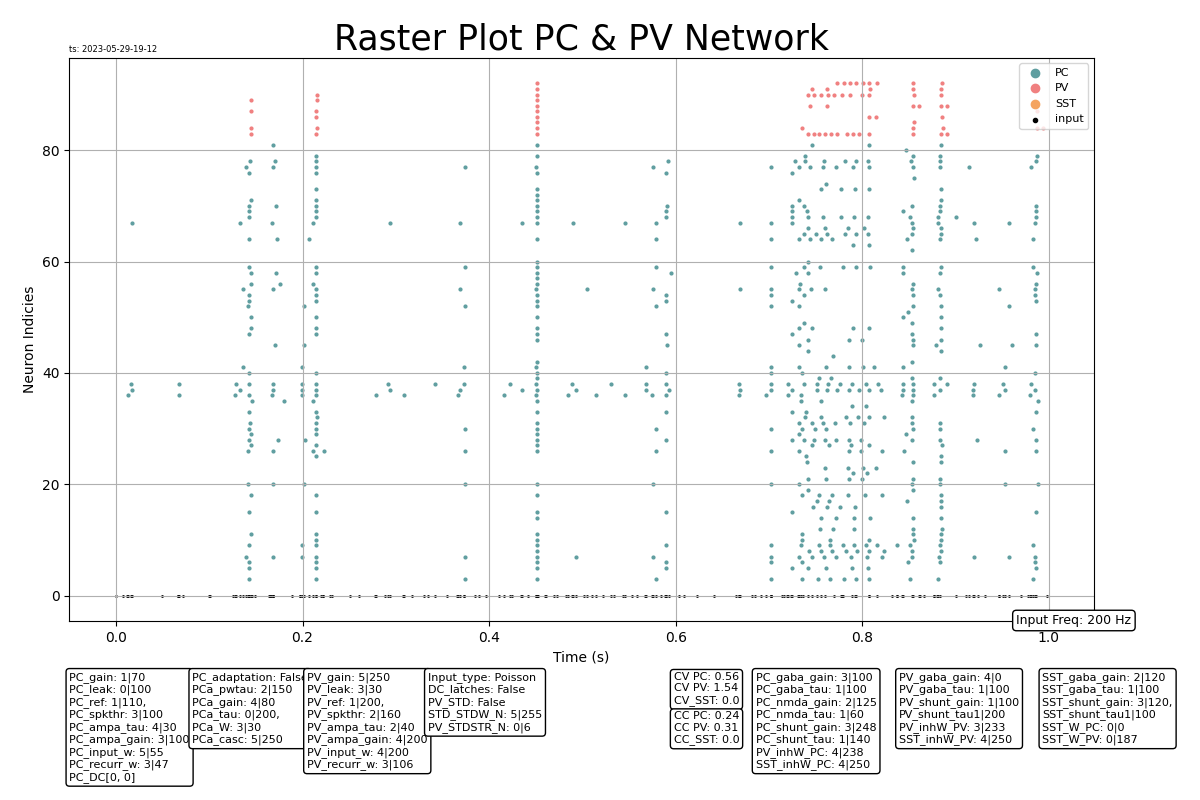 Raster Plot PC & PV Network
ts: 2023-05-29-19-12
PC
PV
SST
input
Neuron Indicies
80
60
40
20
0
0.0
0.2
0.4
0.6
0.8
1.0
Input Freq: 200 Hz
Time (s)
PC_gain: 1|70
PC_leak: 0|100
PC_ref: 1|110,
PC_spkthr: 3|100
PC_ampa_tau: 4|30
PC_ampa_gain: 3|100
PC_input_w: 5|55
PC_recurr_w: 3|47
PC_DC[0, 0]
PC_adaptation: False
PCa_pwtau: 2|150
PCa_gain: 4|80
PCa_tau: 0|200,
PCa_W: 3|30
PCa_casc: 5|250
PV_gain: 5|250
PV_leak: 3|30
PV_ref: 1|200,
PV_spkthr: 2|160
PV_ampa_tau: 2|40
PV_ampa_gain: 4|200
PV_input_w: 4|200
PV_recurr_w: 3|106
Input_type: Poisson
DC_latches: False
PV_STD: False
STD_STDW_N: 5|255
PV_STDSTR_N: 0|6
CV PC: 0.56
CV PV: 1.54
CV_SST: 0.0
CC PC: 0.24
CC PV: 0.31
CC_SST: 0.0
PC_gaba_gain: 3|100
PC_gaba_tau: 1|100
PC_nmda_gain: 2|125
PC_nmda_tau: 1|60
PC_shunt_gain: 3|248
PC_shunt_tau: 1|140
PV_inhW_PC: 4|238
SST_inhW_PC: 4|250
PV_gaba_gain: 4|0
PV_gaba_tau: 1|100
PV_shunt_gain: 1|100
PV_shunt_tau1|200
PV_inhW_PV: 3|233
SST_inhW_PV: 4|250
SST_gaba_gain: 2|120
SST_gaba_tau: 1|100
SST_shunt_gain: 3|120,
SST_shunt_tau1|100
SST_W_PC: 0|0
SST_W_PV: 0|187